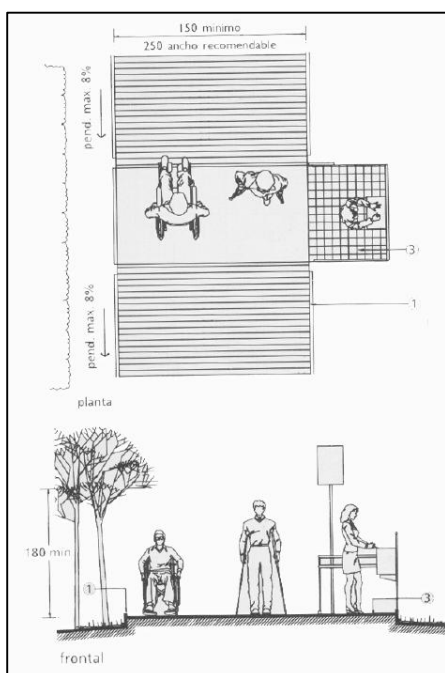 150 minimo
250 ancho recomendable
pend. max. 8%
3
1
pend. max. 8%
planta
180 min
1
3
frontal